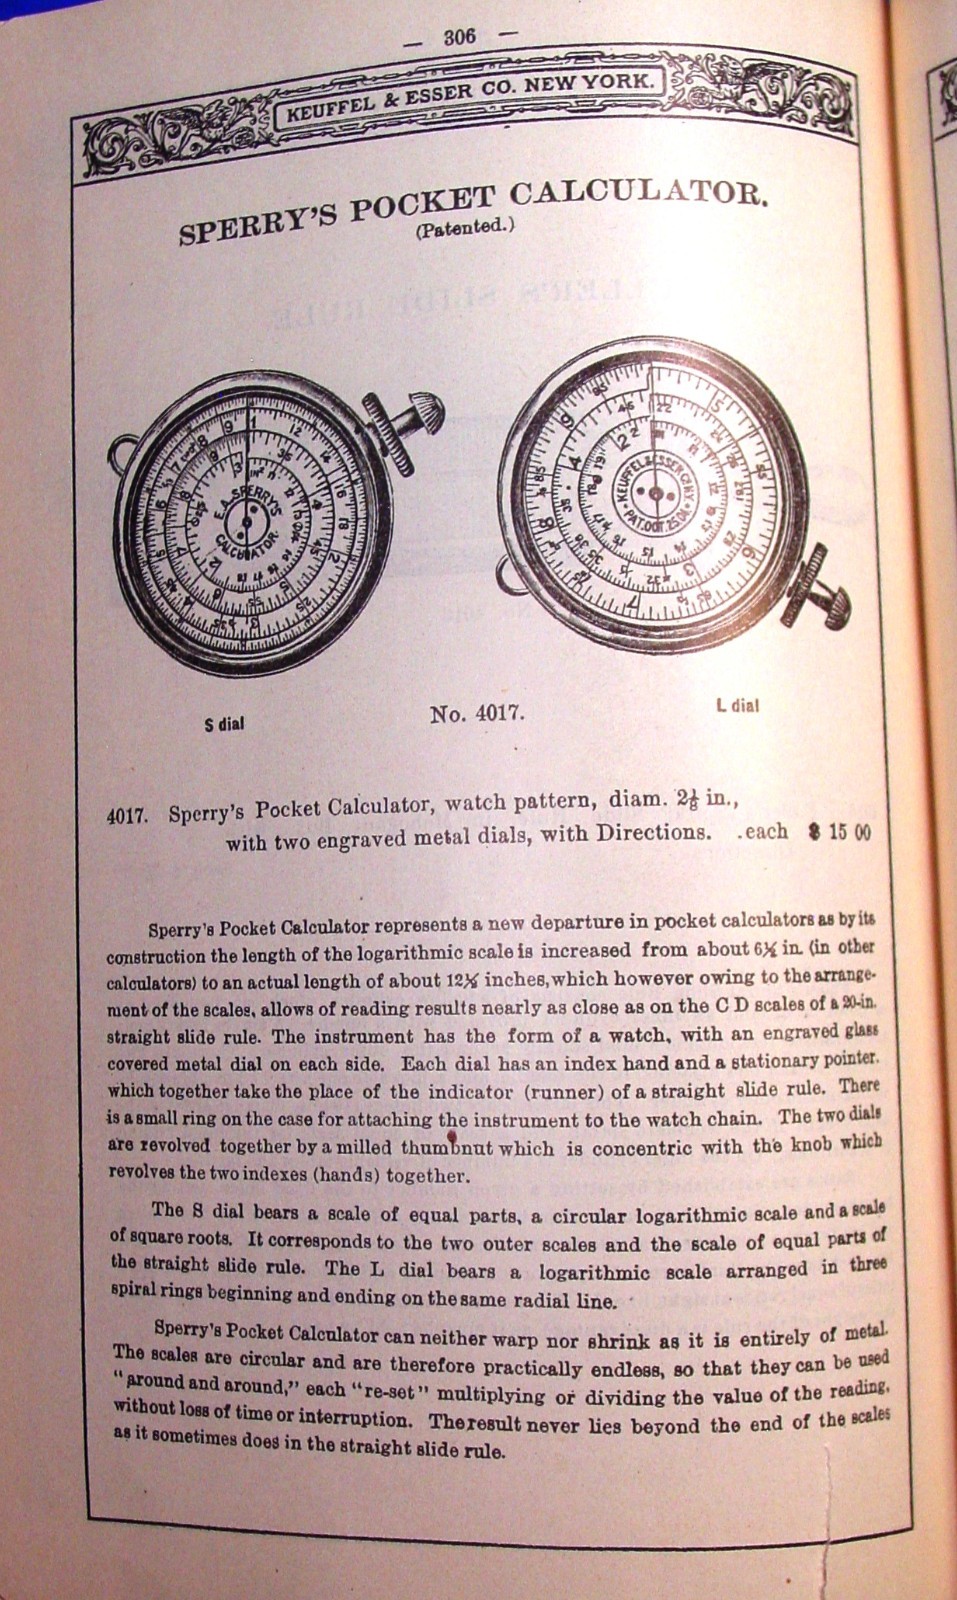 — 306 —
KEUFFEL & ESSER CO. NEW YORK.
SPERRY'S POCKET CALCULATOR.
(Patented.)
E.A. SPERRY'S
CALCULATOR
KEUFFEL & ESSER CO. N.Y.
PAT. OCT. 25.04
S dial
No. 4017.
L dial
4017. Sperry's Pocket Calculator, watch pattern, diam. 2⅛ in.,
with two engraved metal dials, with Directions. .each $ 15 00
Sperry's Pocket Calculator represents a new departure in pocket calculators as by its
construction the length of the logarithmic scale is increased from about 6½ in. (in other
calculators) to an actual length of about 12½ inches, which however owing to the arrange-
ment of the scales, allows of reading results nearly as close as on the C D scales of a 20-in.
straight slide rule. The instrument has the form of a watch, with an engraved glass
covered metal dial on each side. Each dial has an index hand and a stationary pointer.
which together take the place of the indicator (runner) of a straight slide rule. There
is a small ring on the case for attaching the instrument to the watch chain. The two dials
are revolved together by a milled thumbnut which is concentric with the knob which
revolves the two indexes (hands) together.
The S dial bears a scale of equal parts, a circular logarithmic scale and a scale
of square roots. It corresponds to the two outer scales and the scale of equal parts of
the straight slide rule. The L dial bears a logarithmic scale arranged in three
spiral rings beginning and ending on the same radial line.
Sperry's Pocket Calculator can neither warp nor shrink as it is entirely of metal.
The scales are circular and are therefore practically endless, so that they can be used
"around and around," each "re-set" multiplying or dividing the value of the reading,
without loss of time or interruption. The result never lies beyond the end of the scales
as it sometimes does in the straight slide rule.